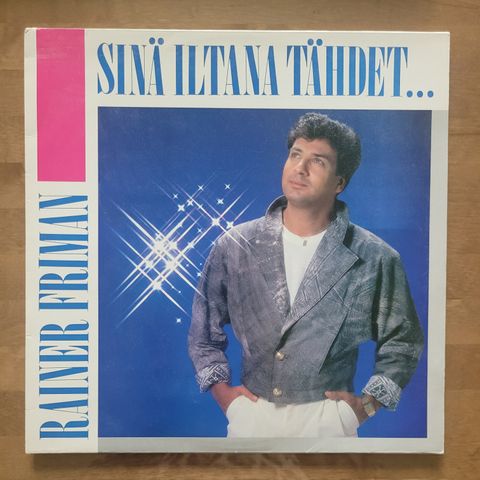 SINÄ ILTANA TÄHDET...
RAINER FRIMAN